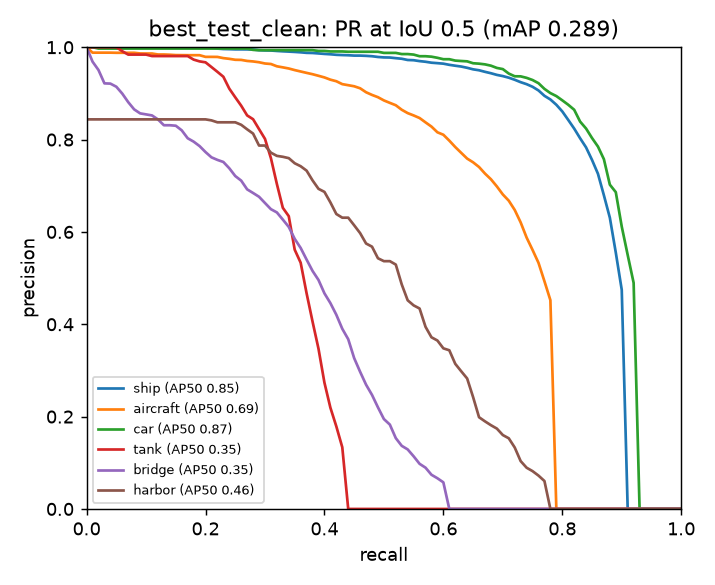 best_test_clean: PR at IoU 0.5 (mAP 0.289)
1.0
0.8
0.6
0.4
0.2
0.0
precision
ship (AP50 0.85)
aircraft (AP50 0.69)
car (AP50 0.87)
tank (AP50 0.35)
bridge (AP50 0.35)
harbor (AP50 0.46)
0.0 0.2 0.4 0.6 0.8 1.0
recall